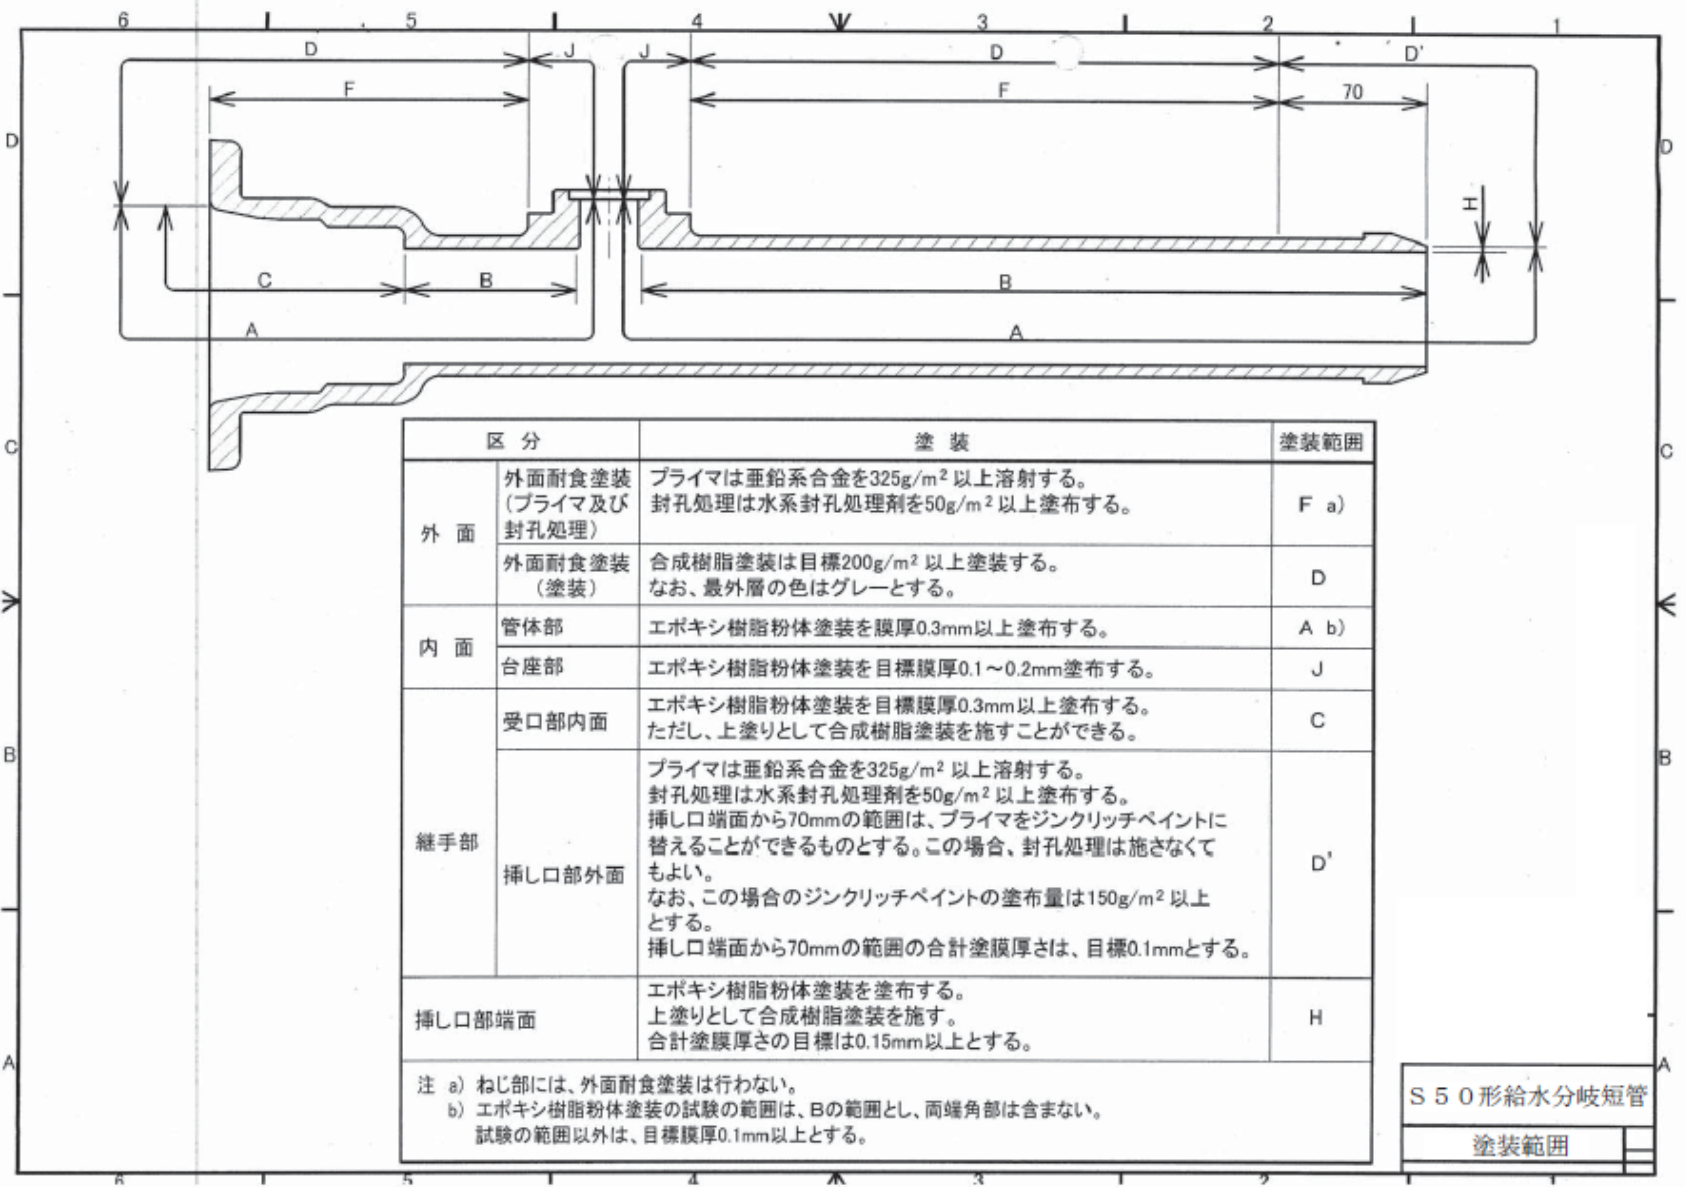 6 5 4 3 2 1
D J J D D'
F F 70
D D
H
C B B
A A
C C
区 分 塗 装 塗装範囲
外 面
外面耐食塗装
(プライマ及び
封孔処理)
プライマは亜鉛系合金を325g/m²以上溶射する。
封孔処理は水系封孔処理剤を50g/m²以上塗布する。
F a)
外面耐食塗装
(塗装)
合成樹脂塗装は目標200g/m²以上塗装する。
なお、最外層の色はグレーとする。
D
内 面
管体部 エポキシ樹脂粉体塗装を膜厚0.3mm以上塗布する。 A b)
台座部 エポキシ樹脂粉体塗装を目標膜厚0.1～0.2mm塗布する。 J
継手部
受口部内面
エポキシ樹脂粉体塗装を目標膜厚0.3mm以上塗布する。
ただし、上塗りとして合成樹脂塗装を施すことができる。
C
B B
挿し口部外面
プライマは亜鉛系合金を325g/m²以上溶射する。
封孔処理は水系封孔処理剤を50g/m²以上塗布する。
挿し口端面から70mmの範囲は、プライマをジンクリッチペイントに
替えることができるものとする。この場合、封孔処理は施さなくて
もよい。
なお、この場合のジンクリッチペイントの塗布量は150g/m²以上
とする。
挿し口端面から70mmの範囲の合計塗膜厚さは、目標0.1mmとする。
D'
挿し口部端面
エポキシ樹脂粉体塗装を塗布する。
上塗りとして合成樹脂塗装を施す。
合計塗膜厚さの目標は0.15mm以上とする。
H
A A
注 a) ねじ部には、外面耐食塗装は行わない。
b) エポキシ樹脂粉体塗装の試験の範囲は、Bの範囲とし、両端角部は含まない。
試験の範囲以外は、目標膜厚0.1mm以上とする。
S50形給水分岐短管
塗装範囲
6 5 3 2